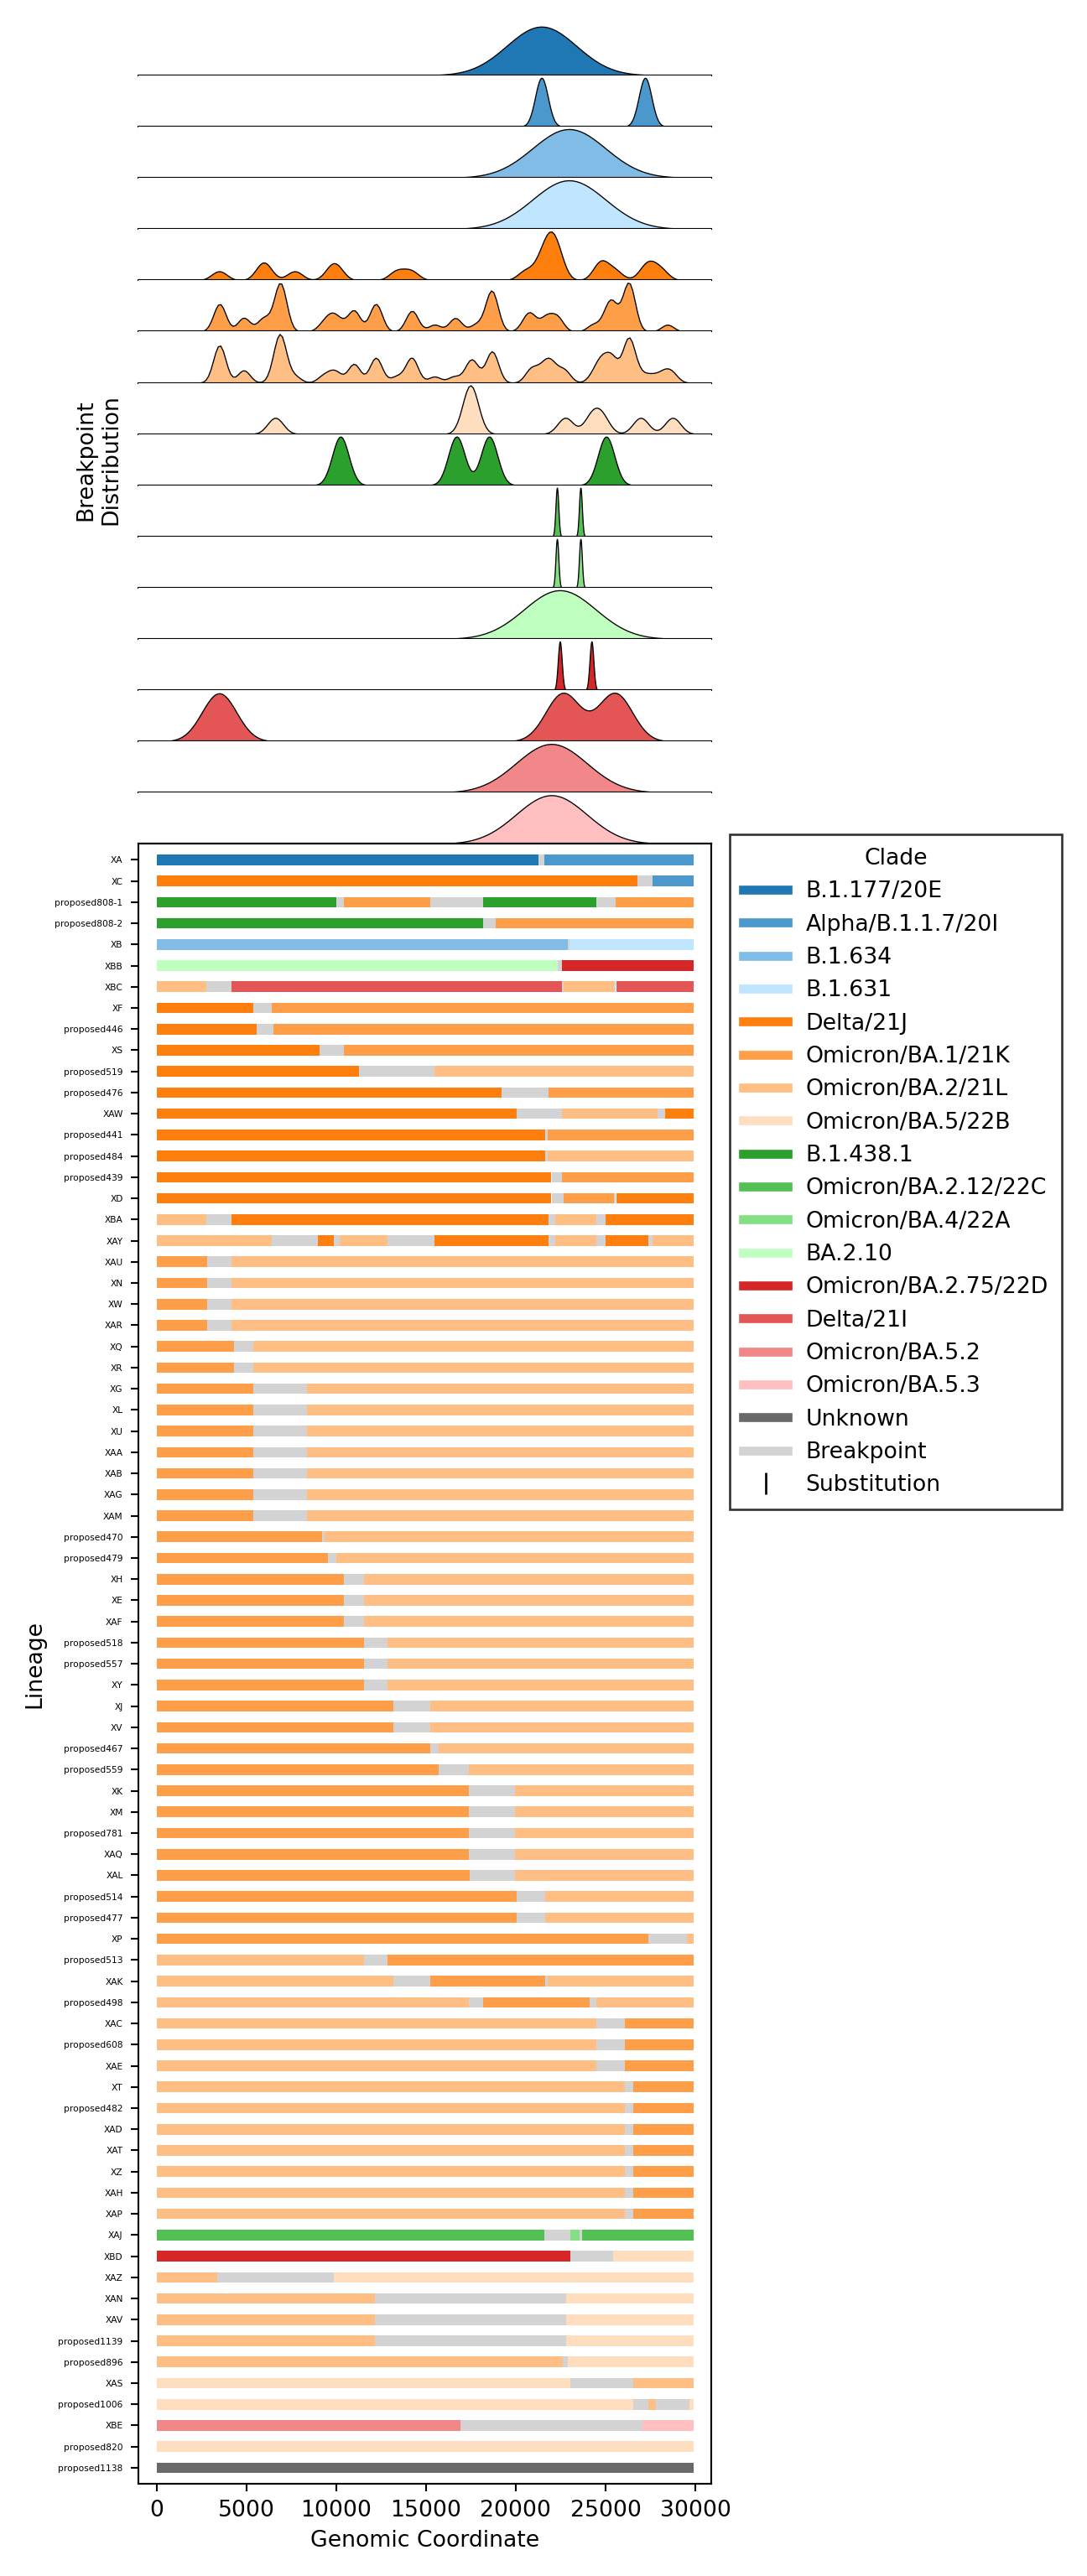 Breakpoint
Distribution
Clade
B.1.177/20E
Alpha/B.1.1.7/20I
B.1.634
B.1.631
Delta/21J
Omicron/BA.1/21K
Omicron/BA.2/21L
Omicron/BA.5/22B
B.1.438.1
Omicron/BA.2.12/22C
Omicron/BA.4/22A
BA.2.10
Omicron/BA.2.75/22D
Delta/21I
Omicron/BA.5.2
Omicron/BA.5.3
Unknown
Breakpoint
Substitution
Lineage
XA
XC
proposed808-1
proposed808-2
XB
XBB
XBC
XF
proposed446
XS
proposed519
proposed476
XAW
proposed441
proposed484
proposed439
XD
XBA
XAY
XAU
XN
XW
XAR
XQ
XR
XG
XL
XU
XAA
XAB
XAG
XAM
proposed470
proposed479
XH
XE
XAF
proposed518
proposed557
XY
XJ
XV
proposed467
proposed559
XK
XM
proposed781
XAQ
XAL
proposed514
proposed477
XP
proposed513
XAK
proposed498
XAC
proposed608
XAE
XT
proposed482
XAD
XAT
XZ
XAH
XAP
XAJ
XBD
XAZ
XAN
XAV
proposed1139
proposed896
XAS
proposed1006
XBE
proposed820
proposed1138
0 5000 10000 15000 20000 25000 30000
Genomic Coordinate